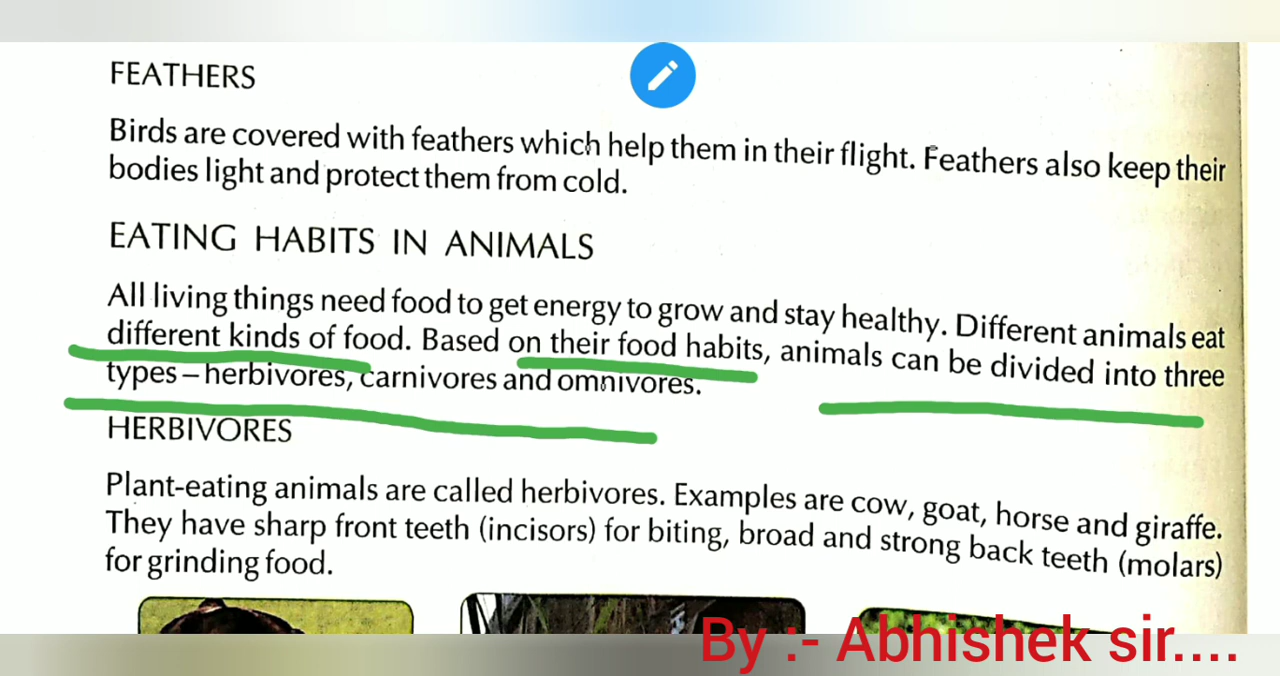 FEATHERS
Birds are covered with feathers which help them in their flight. Feathers also keep their
bodies light and protect them from cold.
EATING HABITS IN ANIMALS
All living things need food to get energy to grow and stay healthy. Different animals eat
different kinds of food. Based on their food habits, animals can be divided into three
types – herbivores, carnivores and omnivores.
HERBIVORES
Plant-eating animals are called herbivores. Examples are cow, goat, horse and giraffe.
They have sharp front teeth (incisors) for biting, broad and strong back teeth (molars)
for grinding food.
By :- Abhishek sir....